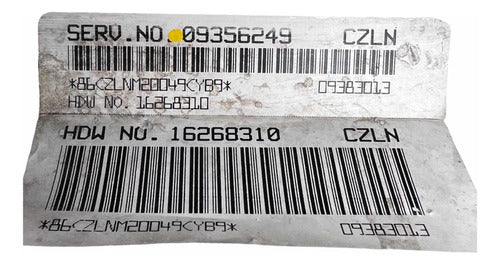 SERV.NO. 09356249 CZLN
*86CZLNM20049CYB9* 09383013
HDW NO. 16268310
HDW NO. 16268310 CZLN
*86CZLNM20049CYB9* 09383013